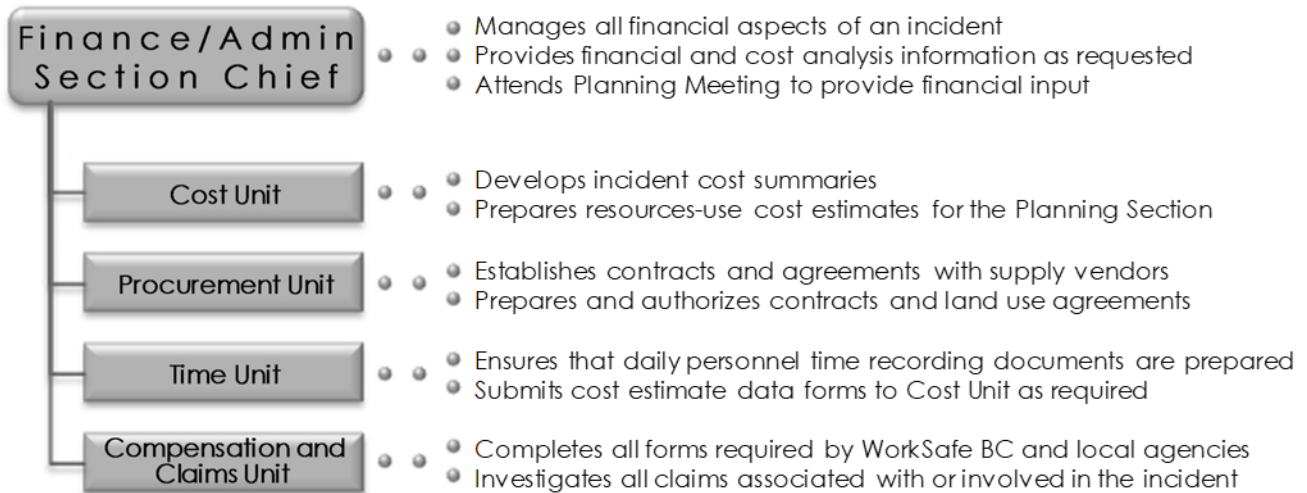 Finance/Admin
Section Chief
Manages all financial aspects of an incident
Provides financial and cost analysis information as requested
Attends Planning Meeting to provide financial input
Cost Unit
Develops incident cost summaries
Prepares resources-use cost estimates for the Planning Section
Procurement Unit
Establishes contracts and agreements with supply vendors
Prepares and authorizes contracts and land use agreements
Time Unit
Ensures that daily personnel time recording documents are prepared
Submits cost estimate data forms to Cost Unit as required
Compensation and
Claims Unit
Completes all forms required by WorkSafe BC and local agencies
Investigates all claims associated with or involved in the incident